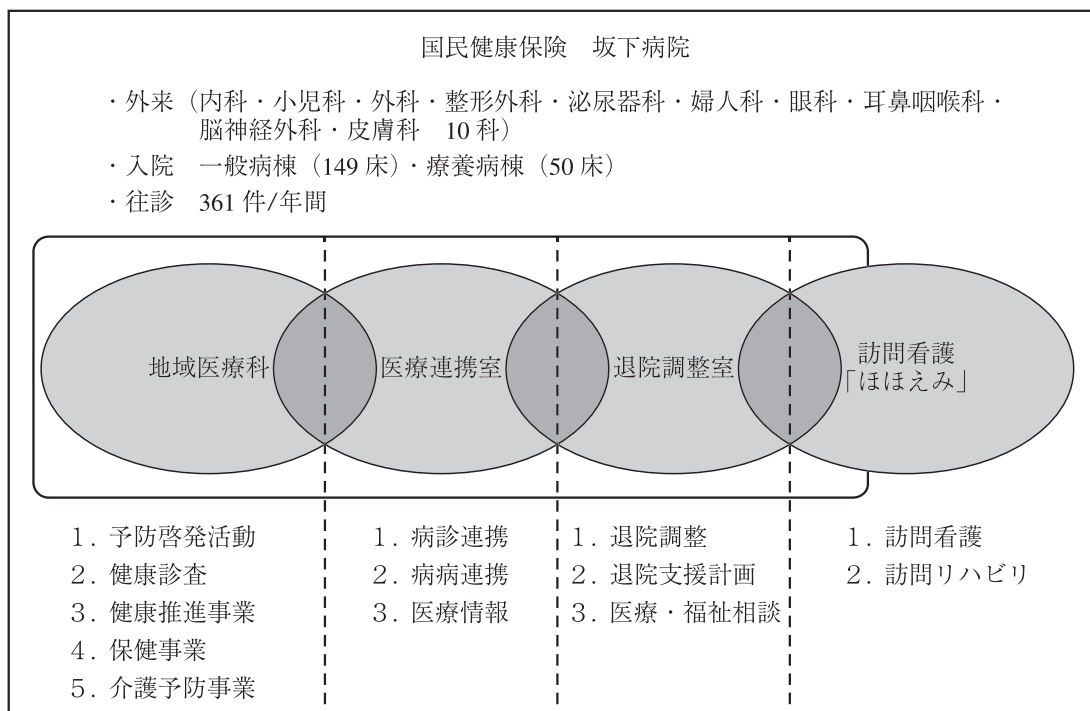 国民健康保険　坂下病院
・外来（内科・小児科・外科・整形外科・泌尿器科・婦人科・眼科・耳鼻咽喉科・
脳神経外科・皮膚科　10科）
・入院　一般病棟（149床）・療養病棟（50床）
・往診　361件/年間
地域医療科
医療連携室
退院調整室
訪問看護
「ほほえみ」
1．予防啓発活動
2．健康診査
3．健康推進事業
4．保健事業
5．介護予防事業
1．病診連携
2．病病連携
3．医療情報
1．退院調整
2．退院支援計画
3．医療・福祉相談
1．訪問看護
2．訪問リハビリ